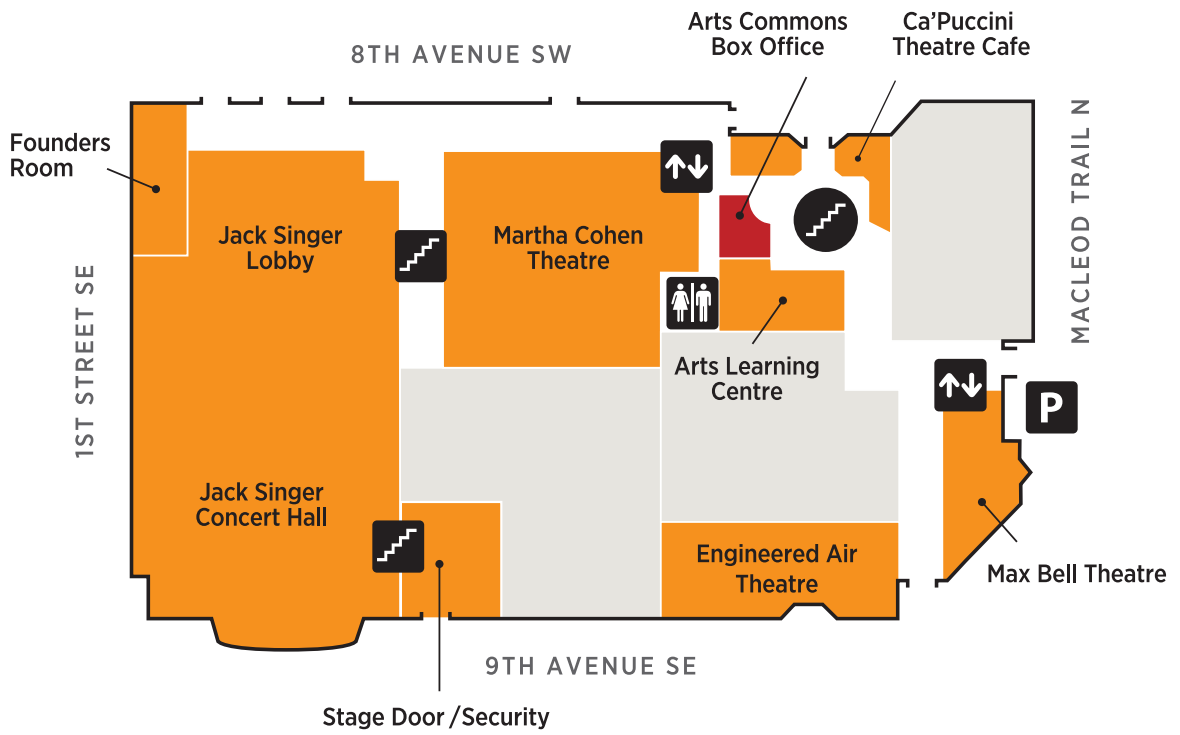 Arts Commons
Box Office
Ca'Puccini
Theatre Cafe
8TH AVENUE SW
Founders
Room
MACLEOD TRAIL N
Jack Singer
Lobby
Martha Cohen
Theatre
1ST STREET SE
Arts Learning
Centre
P
Jack Singer
Concert Hall
Engineered Air
Theatre
Max Bell Theatre
9TH AVENUE SE
Stage Door / Security